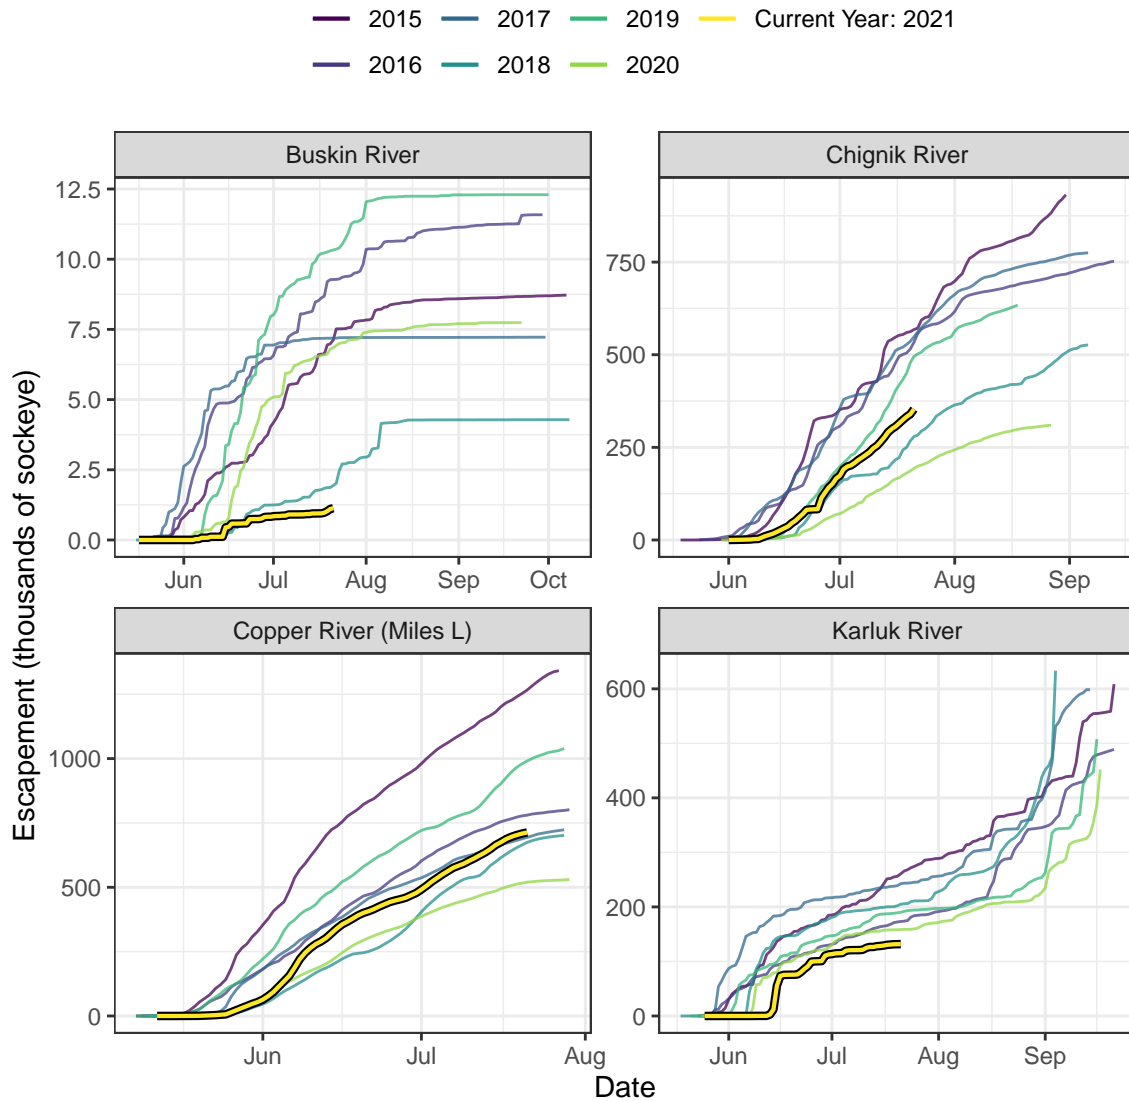 2015 2017 2019 Current Year: 2021
2016 2018 2020
Buskin River
Chignik River
12.5
10.0
7.5
5.0
2.5
0.0
Jun Jul Aug Sep Oct
750
500
250
0
Jun Jul Aug Sep
Escapement (thousands of sockeye)
Copper River (Miles L)
Karluk River
1000
500
0
Jun Jul Aug
600
400
200
0
Jun Jul Aug Sep
Date